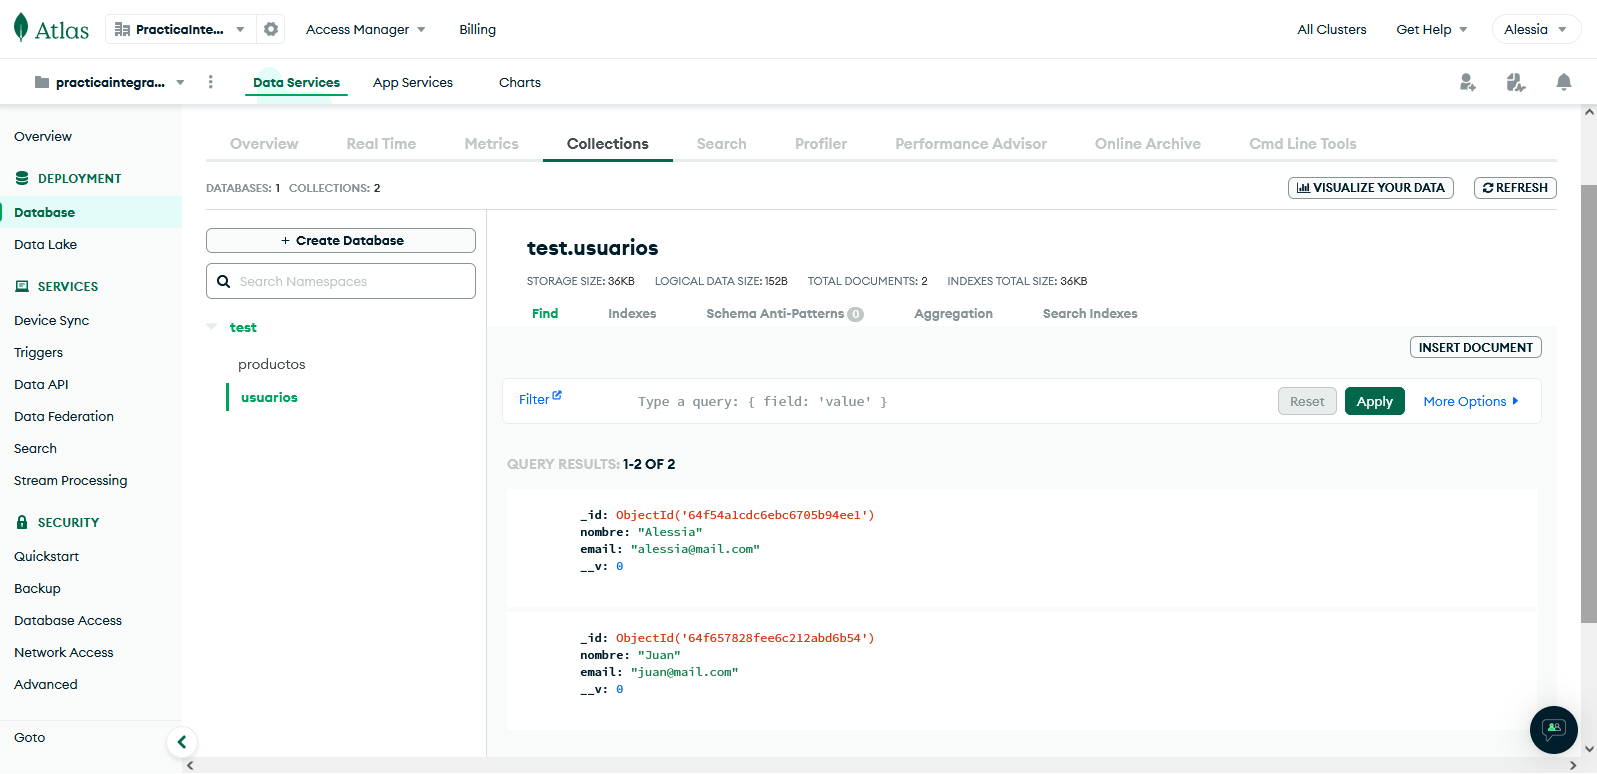 Atlas
PracticaInte...
Access Manager
Billing
All Clusters
Get Help
Alessia
practicaintegra...
Data Services
App Services
Charts
Overview
DEPLOYMENT
Database
Data Lake
SERVICES
Device Sync
Triggers
Data API
Data Federation
Search
Stream Processing
SECURITY
Quickstart
Backup
Database Access
Network Access
Advanced
Goto
Overview
Real Time
Metrics
Collections
Search
Profiler
Performance Advisor
Online Archive
Cmd Line Tools
DATABASES: 1 COLLECTIONS: 2
VISUALIZE YOUR DATA
REFRESH
+ Create Database
Search Namespaces
test
productos
usuarios
test.usuarios
STORAGE SIZE: 36KB LOGICAL DATA SIZE: 152B TOTAL DOCUMENTS: 2 INDEXES TOTAL SIZE: 36KB
Find
Indexes
Schema Anti-Patterns 0
Aggregation
Search Indexes
INSERT DOCUMENT
Filter
Type a query: { field: 'value' }
Reset
Apply
More Options
QUERY RESULTS: 1-2 OF 2
_id: ObjectId('64f54a1cdc6ebc6705b94ee1')
nombre: "Alessia"
email: "alessia@mail.com"
__v: 0
_id: ObjectId('64f657828fee6c212abd6b54')
nombre: "Juan"
email: "juan@mail.com"
__v: 0